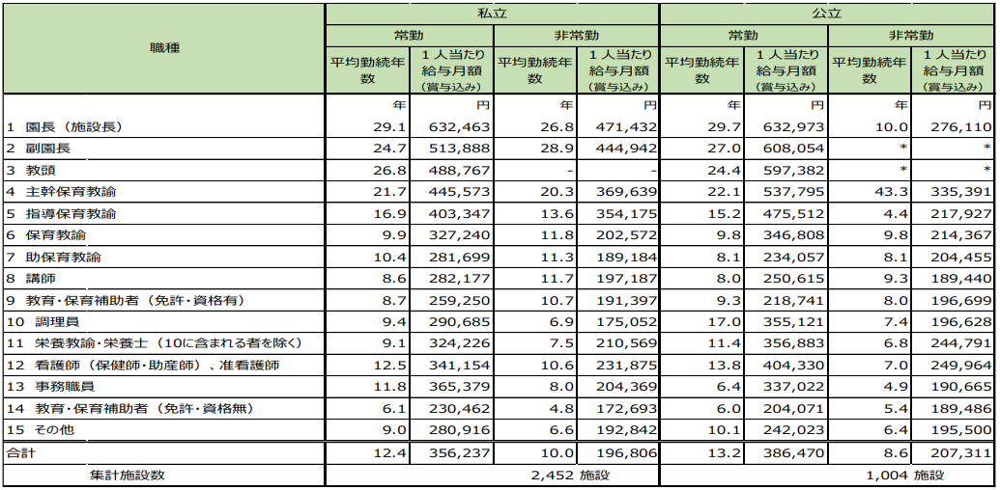 職種 私立 公立
常勤 非常勤 常勤 非常勤
平均勤続年数 1人当たり給与月額(賞与込み) 平均勤続年数 1人当たり給与月額(賞与込み) 平均勤続年数 1人当たり給与月額(賞与込み) 平均勤続年数 1人当たり給与月額(賞与込み)
年 円 年 円 年 円 年 円
1 園長(施設長) 29.1 632,463 26.8 471,432 29.7 632,973 10.0 276,110
2 副園長 24.7 513,888 28.9 444,942 27.0 608,054 * *
3 教頭 26.8 488,767 - - 24.4 597,382 * *
4 主幹保育教諭 21.7 445,573 20.3 369,639 22.1 537,795 43.3 335,391
5 指導保育教諭 16.9 403,347 13.6 354,175 15.2 475,512 4.4 217,927
6 保育教諭 9.9 327,240 11.8 202,572 9.8 346,808 9.8 214,367
7 助保育教諭 10.4 281,699 11.3 189,184 8.1 234,057 8.1 204,455
8 講師 8.6 282,177 11.7 197,187 8.0 250,615 9.3 189,440
9 教育・保育補助者(免許・資格有) 8.7 259,250 10.7 191,397 9.3 218,741 8.0 196,699
10 調理員 9.4 290,685 6.9 175,052 17.0 355,121 7.4 196,628
11 栄養教諭・栄養士(10に含まれる者を除く) 9.1 324,226 7.5 210,569 11.4 356,883 6.8 244,791
12 看護師(保健師・助産師)、准看護師 12.5 341,154 10.6 231,875 13.8 404,330 7.0 249,964
13 事務職員 11.8 365,379 8.0 204,369 6.4 337,022 4.9 190,665
14 教育・保育補助者(免許・資格無) 6.1 230,462 4.8 172,693 6.0 204,071 5.4 189,486
15 その他 9.0 280,916 6.6 192,842 10.1 242,023 6.4 195,500
合計 12.4 356,237 10.0 196,806 13.2 386,470 8.6 207,311
集計施設数 2,452 施設 1,004 施設